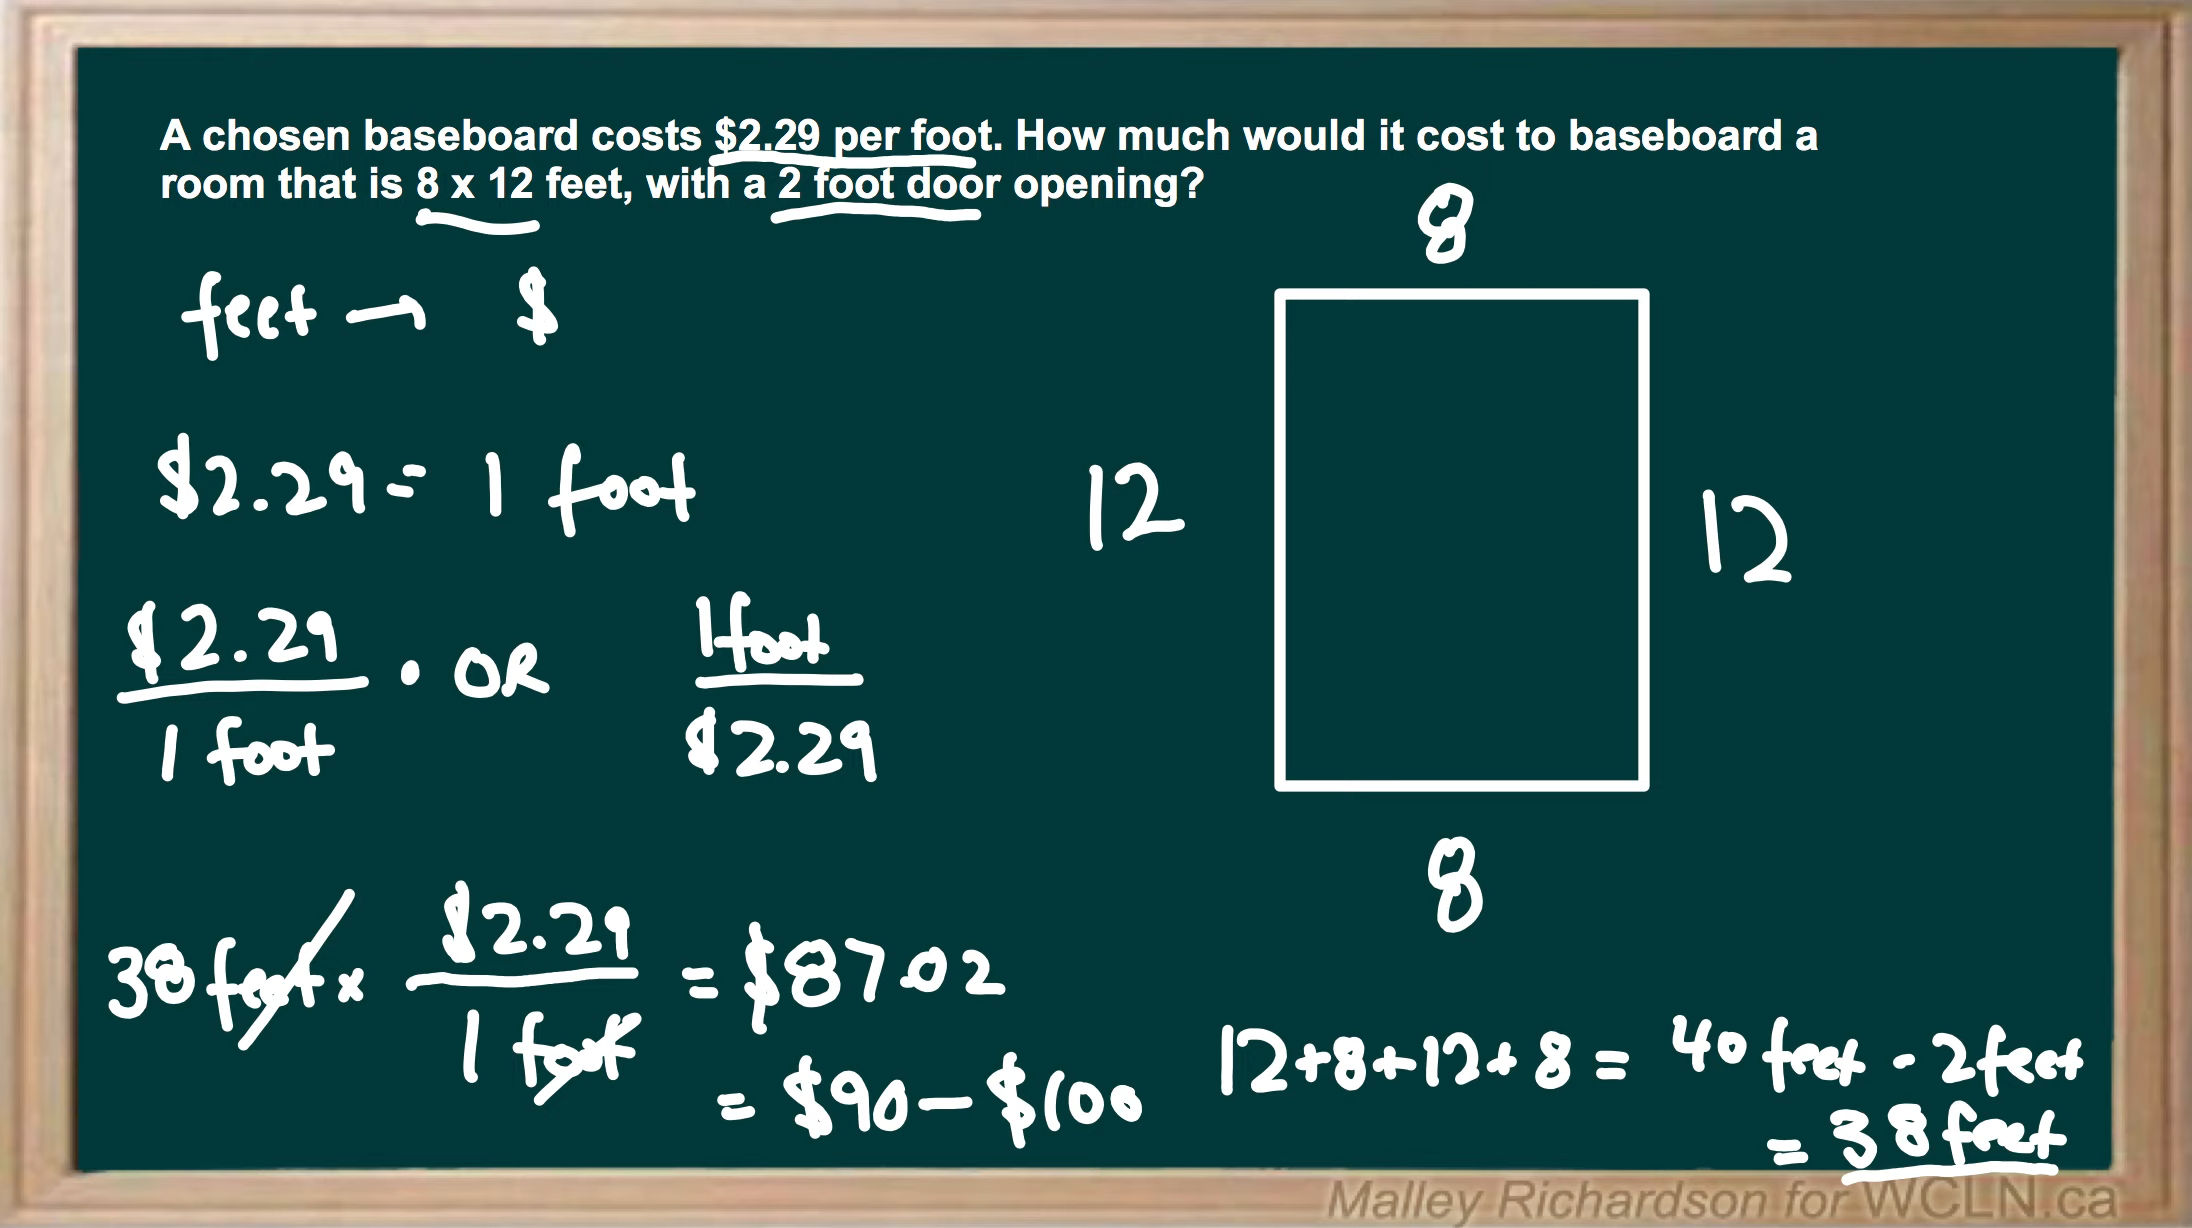 A chosen baseboard costs $2.29 per foot. How much would it cost to baseboard a
room that is 8 x 12 feet, with a 2 foot door opening?
feet → $
$2.29 = 1 foot
$2.29
1 foot
. OR
1 foot
$2.29
38 feet x
$2.29
1 foot
= $87.02
= $90 - $100
8
12
12
8
12+8+12+8 = 40 feet - 2 feet
= 38 feet
Malley Richardson for WCLN.ca